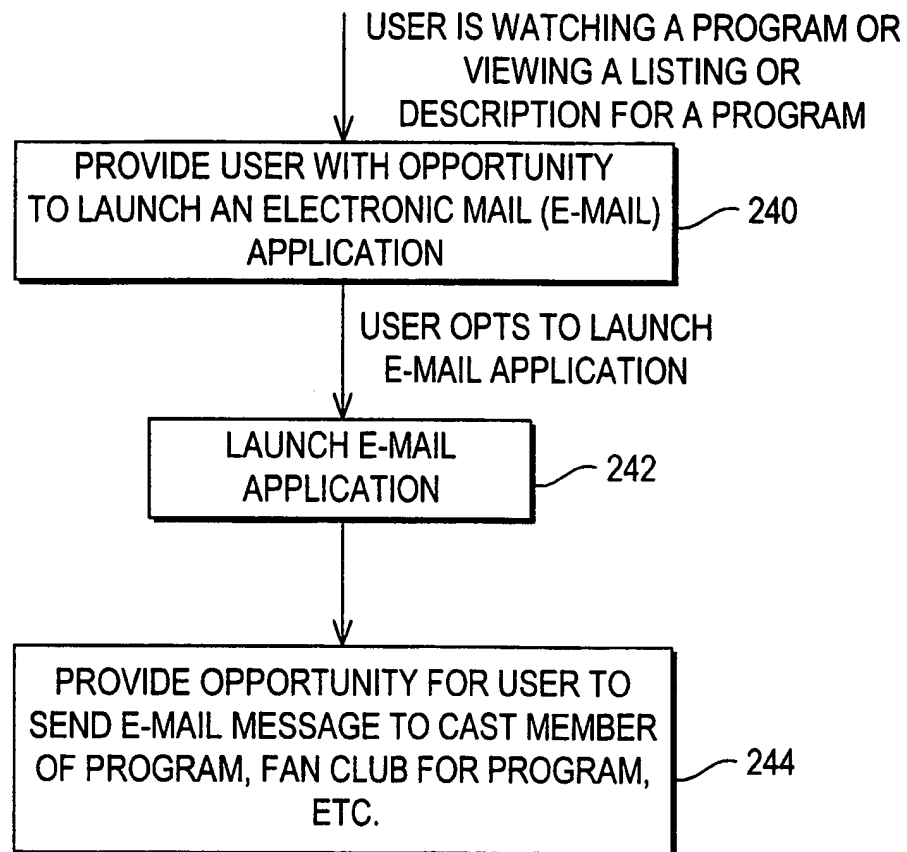 USER IS WATCHING A PROGRAM OR
VIEWING A LISTING OR
DESCRIPTION FOR A PROGRAM
PROVIDE USER WITH OPPORTUNITY
TO LAUNCH AN ELECTRONIC MAIL (E-MAIL)
APPLICATION
240
USER OPTS TO LAUNCH
E-MAIL APPLICATION
LAUNCH E-MAIL
APPLICATION
242
PROVIDE OPPORTUNITY FOR USER TO
SEND E-MAIL MESSAGE TO CAST MEMBER
OF PROGRAM, FAN CLUB FOR PROGRAM,
ETC.
244